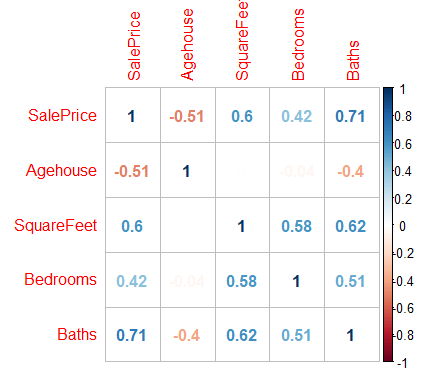 SalePrice Agehouse SquareFee Bedrooms Baths
SalePrice 1 -0.51 0.6 0.42 0.71
Agehouse -0.51 1 -0.04 -0.4
SquareFeet 0.6 1 0.58 0.62
Bedrooms 0.42 -0.04 0.58 1 0.51
Baths 0.71 -0.4 0.62 0.51 1
1
0.8
0.6
0.4
0.2
0
-0.2
-0.4
-0.6
-0.8
-1